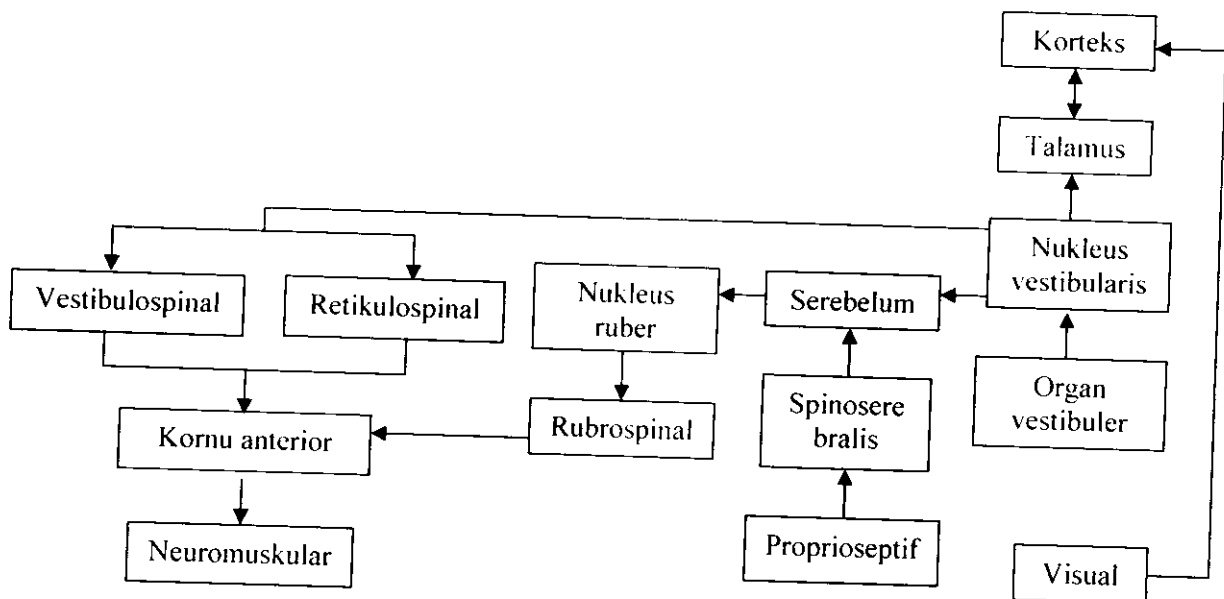 Korteks
Talamus
Nukleus
vestibularis
Vestibulospinal
Retikulospinal
Nukleus
ruber
Serebelum
Organ
vestibuler
Kornu anterior
Rubrospinal
Spinosere
bralis
Neuromuskular
Proprioseptif
Visual